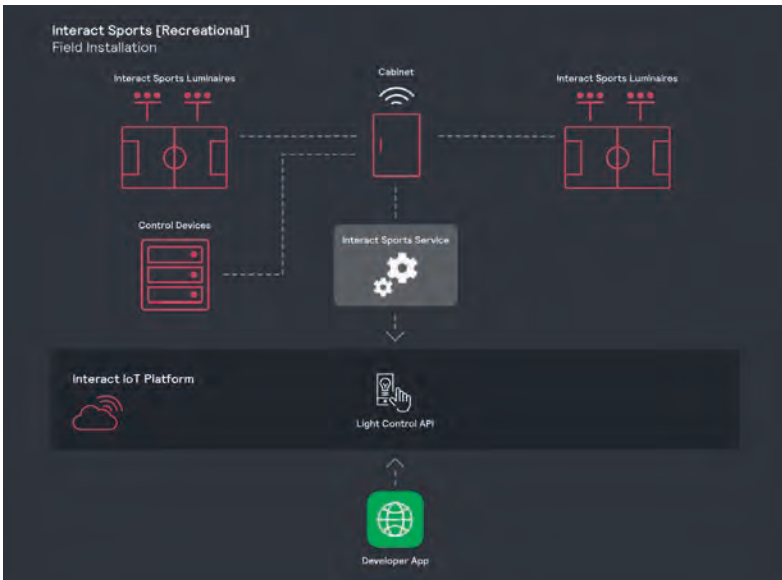 Interact Sports [Recreational]
Field Installation
Interact Sports Luminaires
Cabinet
Interact Sports Luminaires
Control Devices
Interact Sports Service
Interact IoT Platform
Light Control API
Developer App